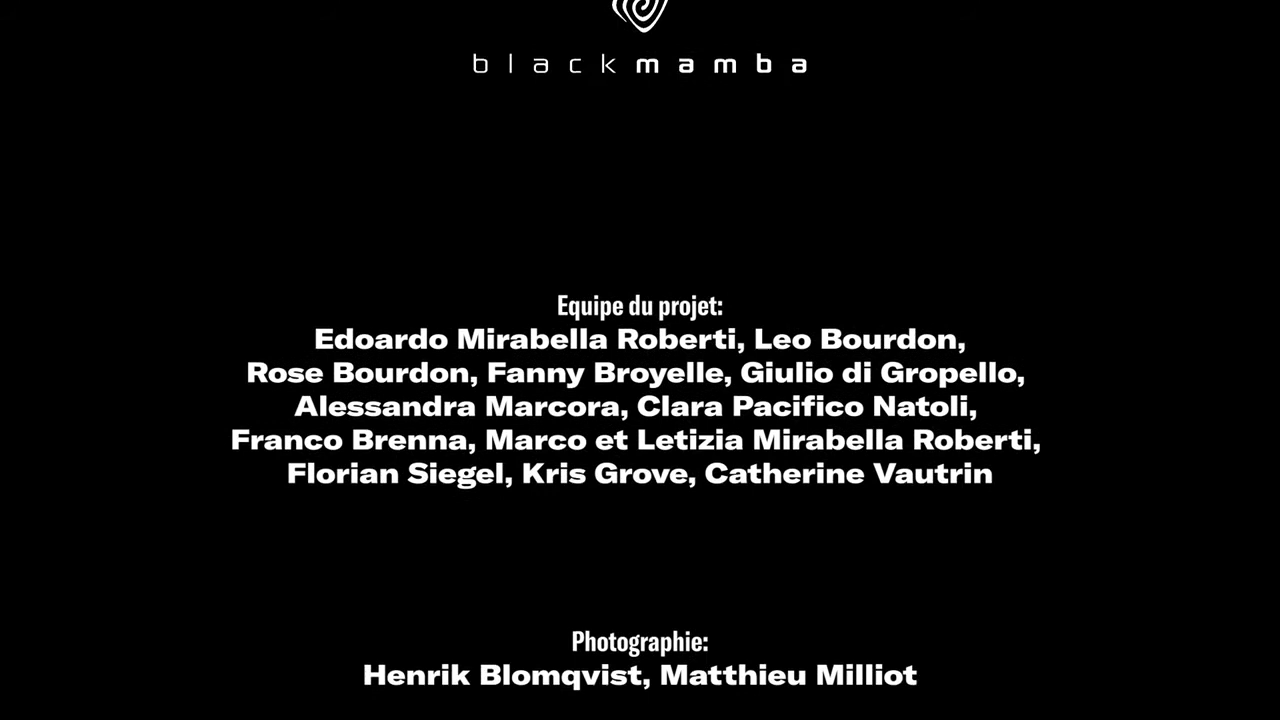 blackmamba
Equipe du projet:
Edoardo Mirabella Roberti, Leo Bourdon,
Rose Bourdon, Fanny Broyelle, Giulio di Gropello,
Alessandra Marcora, Clara Pacifico Natoli,
Franco Brenna, Marco et Letizia Mirabella Roberti,
Florian Siegel, Kris Grove, Catherine Vautrin
Photographie:
Henrik Blomqvist, Matthieu Milliot